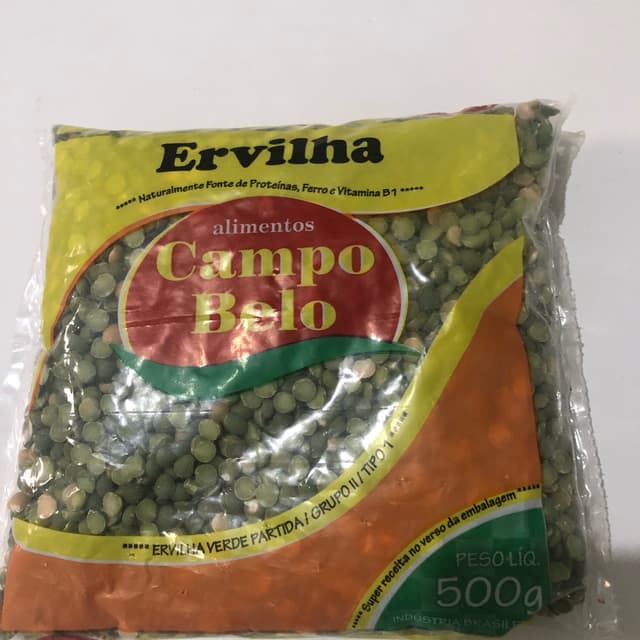 Ervilha
***** Naturalmente Fonte de Proteínas, Ferro e Vitamina B1 *****
alimentos
Campo
Belo
***** ERVILHA VERDE PARTIDA / GRUPO II / TIPO 1 *****
***** Super receita no verso da embalagem *****
PESO LÍQ.
500g
INDÚSTRIA